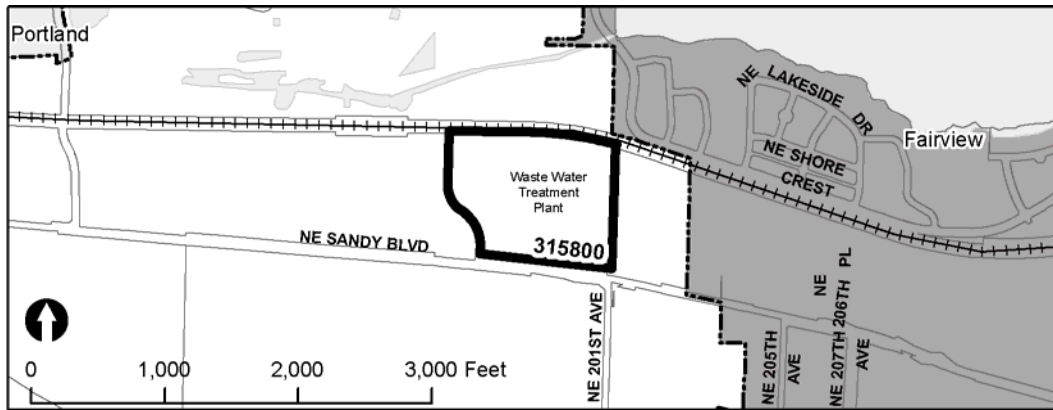 Portland
NE LAKESIDE DR
Fairview
NE SHORE
CREST
Waste Water
Treatment
Plant
315800
NE SANDY BLVD
NE 201ST AVE
NE 205TH
AVE
NE
NE 207TH 206TH PL
AVE
0 1,000 2,000 3,000 Feet